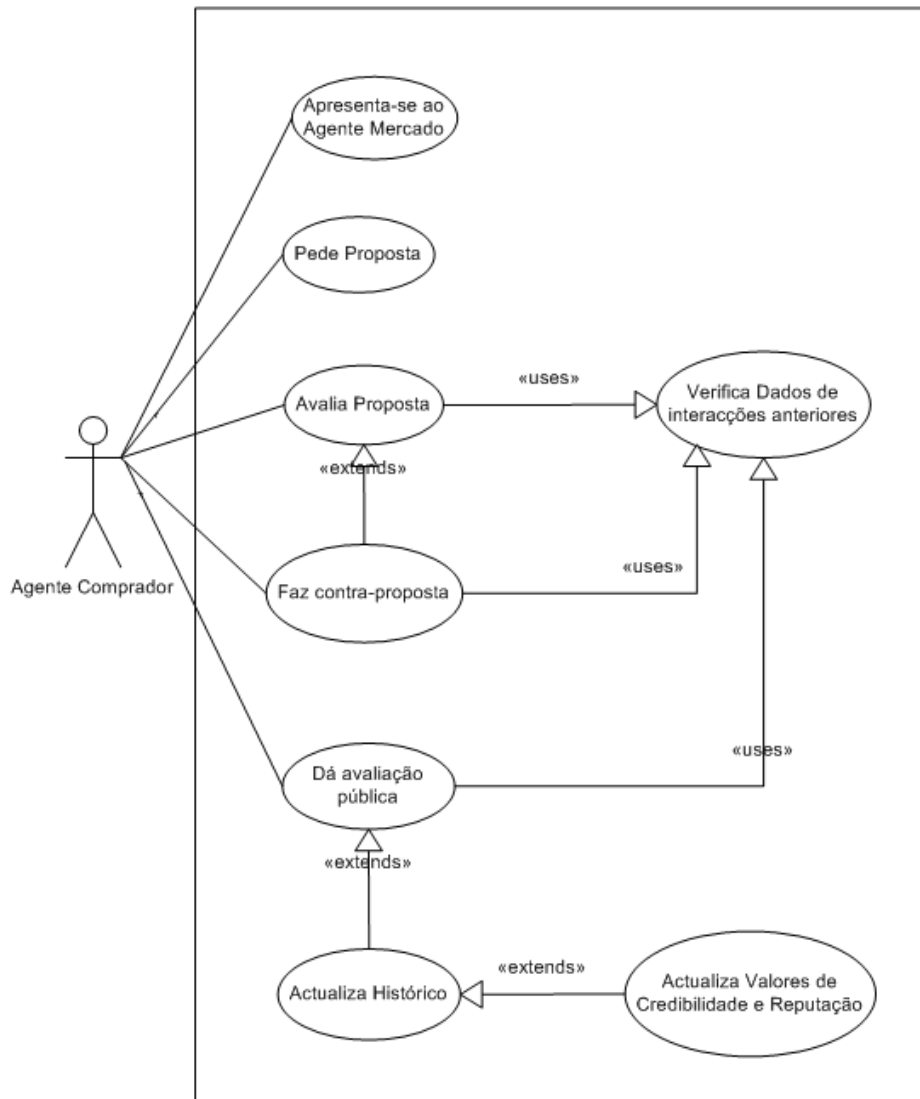 Apresenta-se ao
Agente Mercado
Pede Proposta
Avalia Proposta
«uses»
Verifica Dados de
interacções anteriores
«extends»
Agente Comprador
Faz contra-proposta
«uses»
Dá avaliação
pública
«uses»
«extends»
Actualiza Histórico
«extends»
Actualiza Valores de
Credibilidade e Reputação